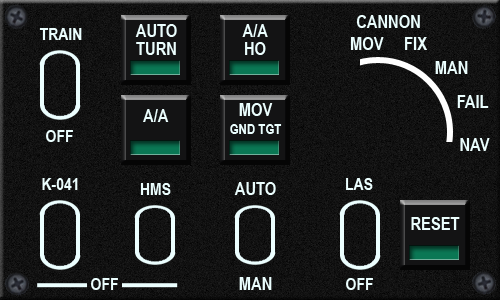 TRAIN
OFF
AUTO
TURN
A/A
HO
A/A
MOV
GND TGT
CANNON
MOV FIX
MAN
FAIL
NAV
K-041
HMS
OFF
AUTO
MAN
LAS
OFF
RESET